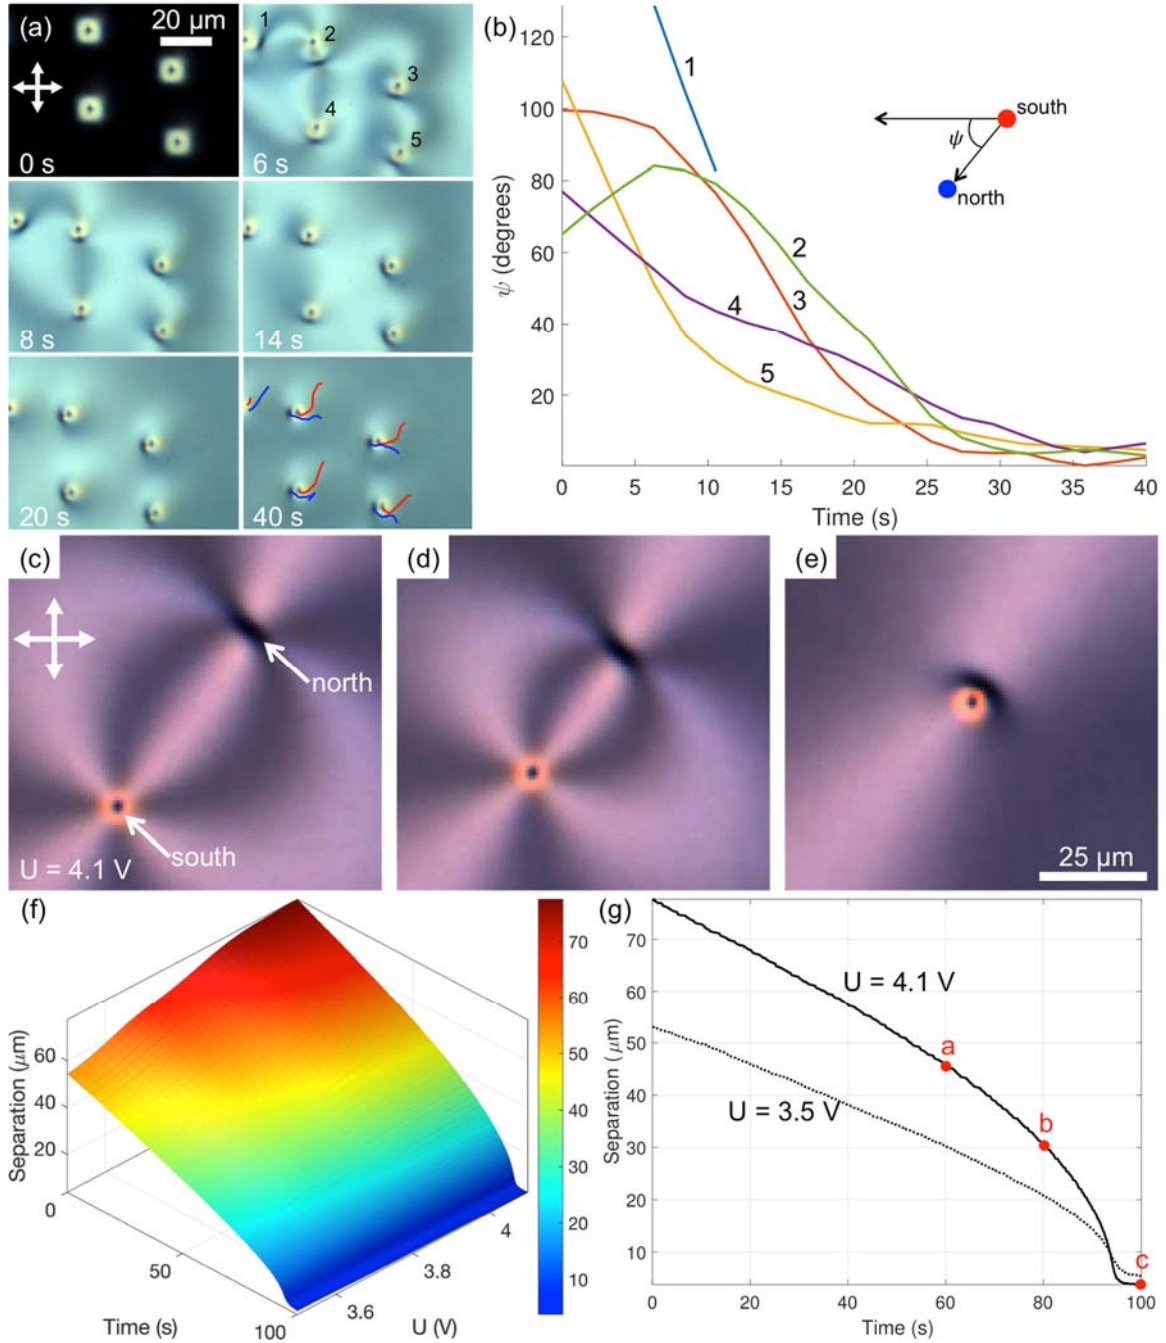 (a)
20 µm
0 s
1
2
3
4
5
6 s
8 s
14 s
20 s
40 s
(b)
120
100
80
60
40
20
ψ (degrees)
1
2
3
4
5
south
ψ
north
0 5 10 15 20 25 30 35 40
Time (s)
(c)
north
south
U = 4.1 V
(d)
(e)
25 µm
(f)
Separation (μm)
60
40
20
0
50
100
Time (s)
3.6
3.8
4
U (V)
70
60
50
40
30
20
10
(g)
Separation (μm)
70
60
50
40
30
20
10
U = 4.1 V
a
U = 3.5 V
b
c
0 20 40 60 80 100
Time (s)